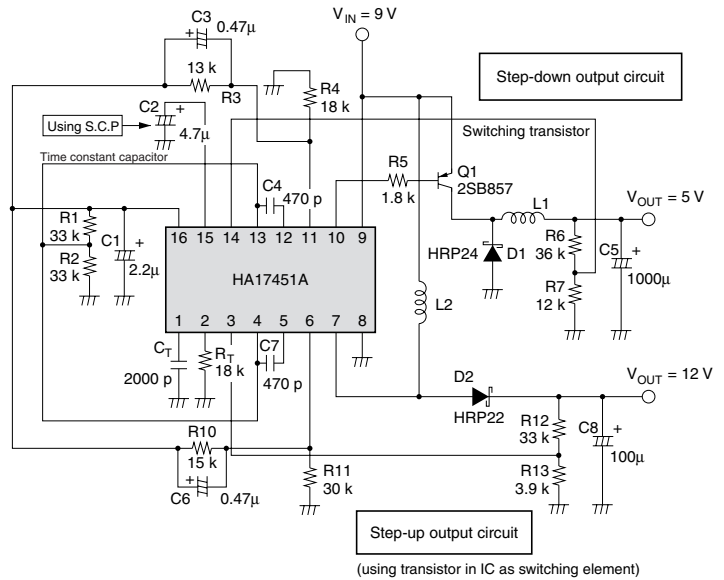 C3
0.47μ
+
V_IN = 9 V
13 k
R3
R4
18 k
Step-down output circuit
C2
+
4.7μ
Using S.C.P
Switching transistor
Time constant capacitor
C4
470 p
R5
1.8 k
Q1
2SB857
L1
V_OUT = 5 V
R1
33 k
R2
33 k
C1
+
2.2μ
16 15 14 13 12 11 10 9
HA17451A
1 2 3 4 5 6 7 8
HRP24
D1
R6
36 k
C5
+
1000μ
R7
12 k
L2
C_T
2000 p
R_T
18 k
C7
470 p
D2
HRP22
V_OUT = 12 V
R12
33 k
C8
+
100μ
R10
15 k
+
C6
0.47μ
R11
30 k
R13
3.9 k
Step-up output circuit
(using transistor in IC as switching element)